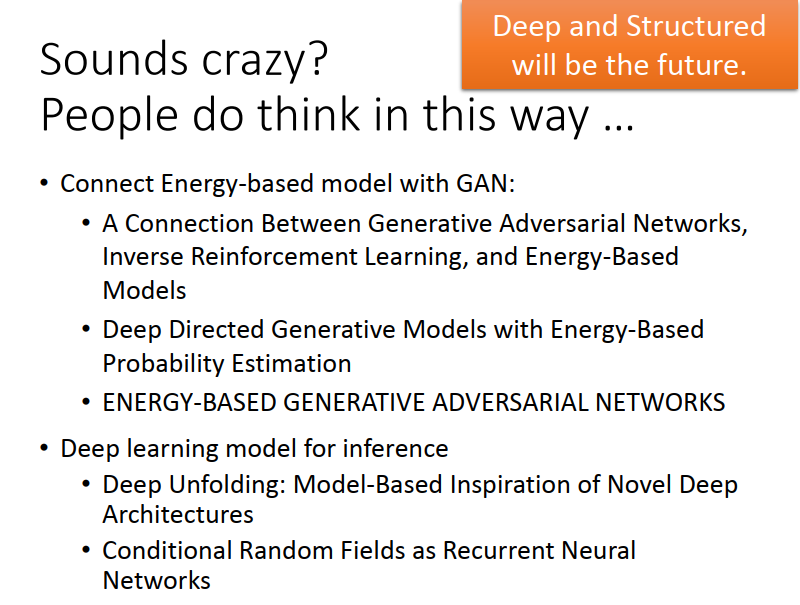 Deep and Structured
will be the future.
Sounds crazy?
People do think in this way …
• Connect Energy-based model with GAN:
• A Connection Between Generative Adversarial Networks,
Inverse Reinforcement Learning, and Energy-Based
Models
• Deep Directed Generative Models with Energy-Based
Probability Estimation
• ENERGY-BASED GENERATIVE ADVERSARIAL NETWORKS
• Deep learning model for inference
• Deep Unfolding: Model-Based Inspiration of Novel Deep
Architectures
• Conditional Random Fields as Recurrent Neural
Networks